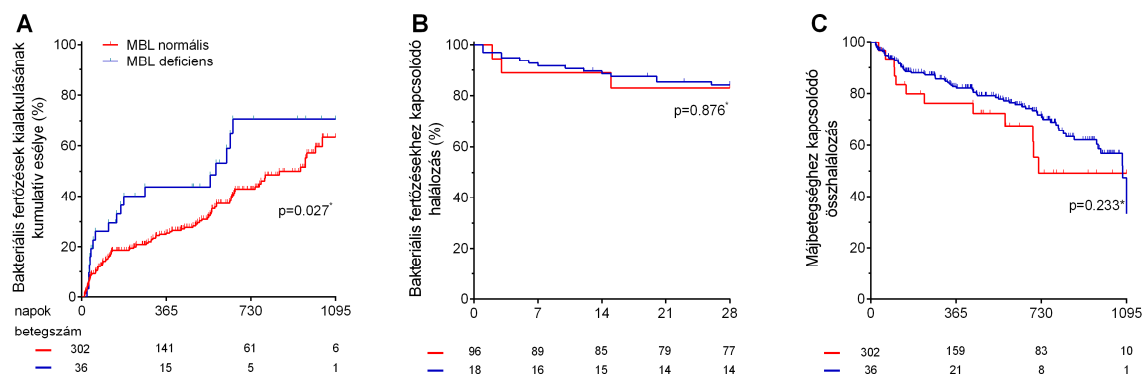 A
Bakteriális fertőzések kialakulásának
kumulatív esélye (%)
MBL normális
MBL deficiens
100
80
60
40
20
0
p=0.027*
0 365 730 1095
napok
betegszám
302 141 61 6
36 15 5 1
B
Bakteriális fertőzésekhez kapcsolódó
halálozás (%)
100
80
60
40
20
0
p=0.876*
0 7 14 21 28
96 89 85 79 77
18 16 15 14 14
C
Májbetegséghez kapcsolódó
összhalálozás
100
80
60
40
20
0
p=0.233*
0 365 730 1095
302 159 83 10
36 21 8 1